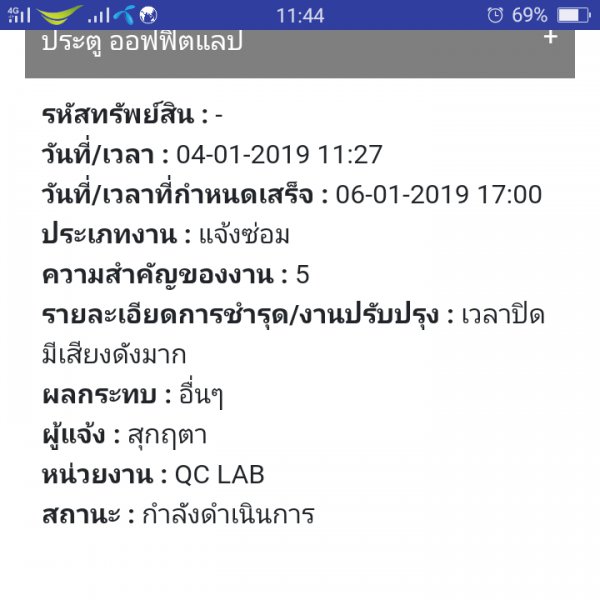 4G 11:44 69%
ประตู ออฟฟิตแลป +
รหัสทรัพย์สิน : -
วันที่/เวลา : 04-01-2019 11:27
วันที่/เวลาที่กำหนดเสร็จ : 06-01-2019 17:00
ประเภทงาน : แจ้งซ่อม
ความสำคัญของงาน : 5
รายละเอียดการชำรุด/งานปรับปรุง : เวลาปิด
มีเสียงดังมาก
ผลกระทบ : อื่นๆ
ผู้แจ้ง : สุกฤตา
หน่วยงาน : QC LAB
สถานะ : กำลังดำเนินการ